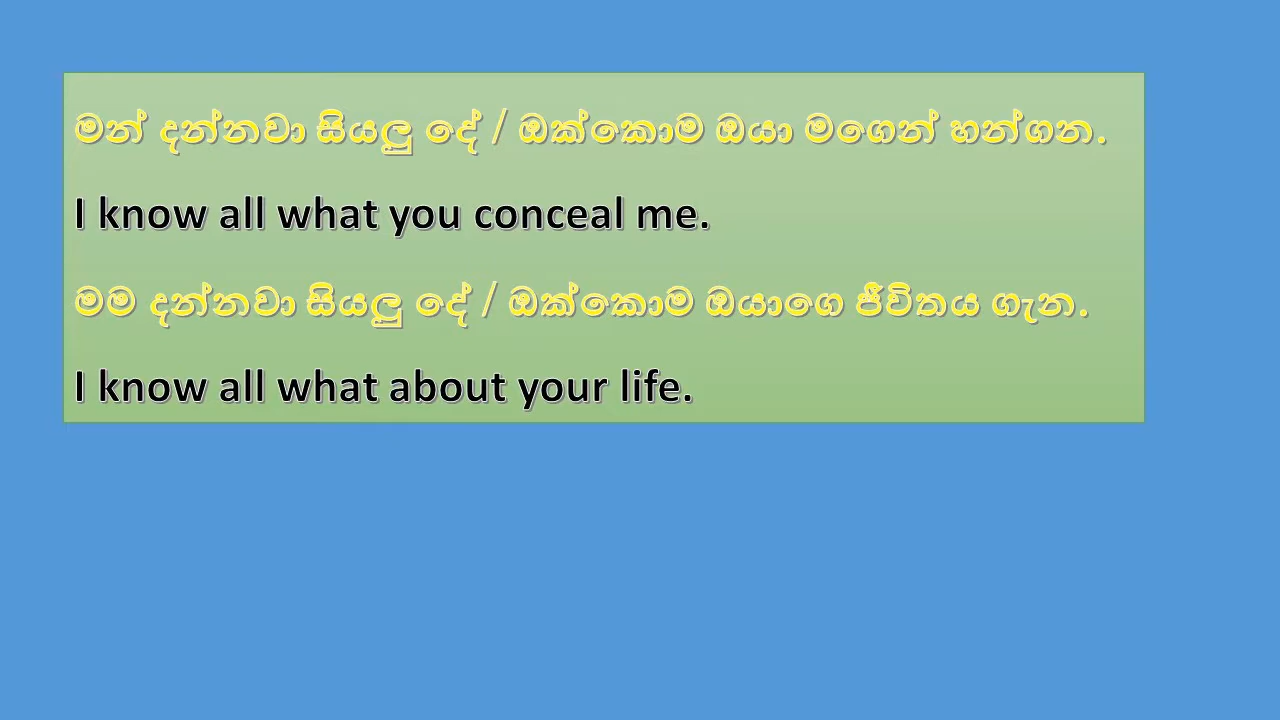 මන් දන්නවා සියලු දේ / ඔක්කොම ඔයා මගෙන් හන්ගන.
I know all what you conceal me.
මම දන්නවා සියලු දේ / ඔක්කොම ඔයාගෙ ජීවිතය ගැන.
I know all what about your life.